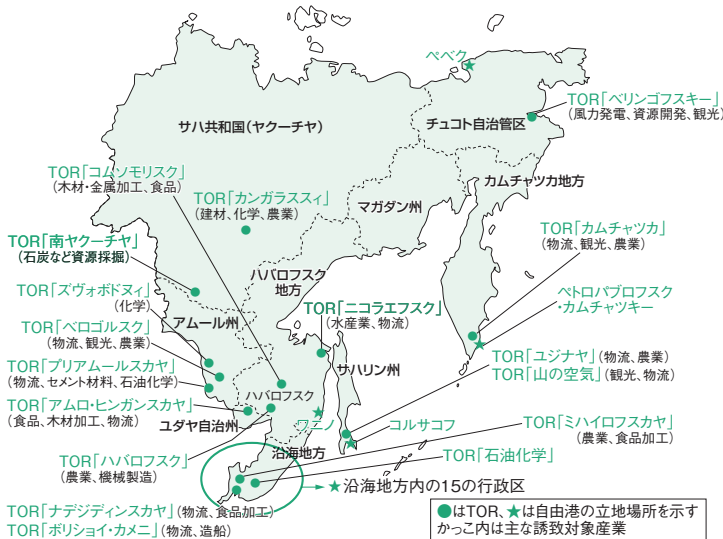 ペベク
TOR「ベリンゴフスキー」
(風力発電、資源開発、観光)
サハ共和国(ヤクーチャ)
チュコト自治管区
TOR「コムソモリスク」
(木材・金属加工、食品)
TOR「カンガラススィ」
(建材、化学、農業)
カムチャツカ地方
マガダン州
TOR「カムチャツカ」
(物流、観光、農業)
TOR「南ヤクーチヤ」
(石炭など資源採掘)
ハバロフスク
地方
TOR「ズヴォボドヌィ」
(化学)
ペトロパブロフスク
・カムチャツキー
TOR「ニコラエフスク」
(水産業、物流)
アムール州
TOR「ベロゴルスク」
(物流、観光、農業)
サハリン州
TOR「ユジナヤ」(物流、農業)
TOR「山の空気」(観光、物流)
TOR「プリアムールスカヤ」
(物流、セメント材料、石油化学)
ハバロフスク
TOR「アムロ・ヒンガンスカヤ」
(食品、木材加工、物流)
ユダヤ自治州
ワニノ
コルサコフ
TOR「ミハイロフスカヤ」
(農業、食品加工)
沿海地方
TOR「石油化学」
TOR「ハバロフスク」
(農業、機械製造)
★沿海地方内の15の行政区
TOR「ナデジディンスカヤ」(物流、食品加工)
TOR「ボリショイ・カメニ」(物流、造船)
●はTOR、★は自由港の立地場所を示す
かっこ内は主な誘致対象産業